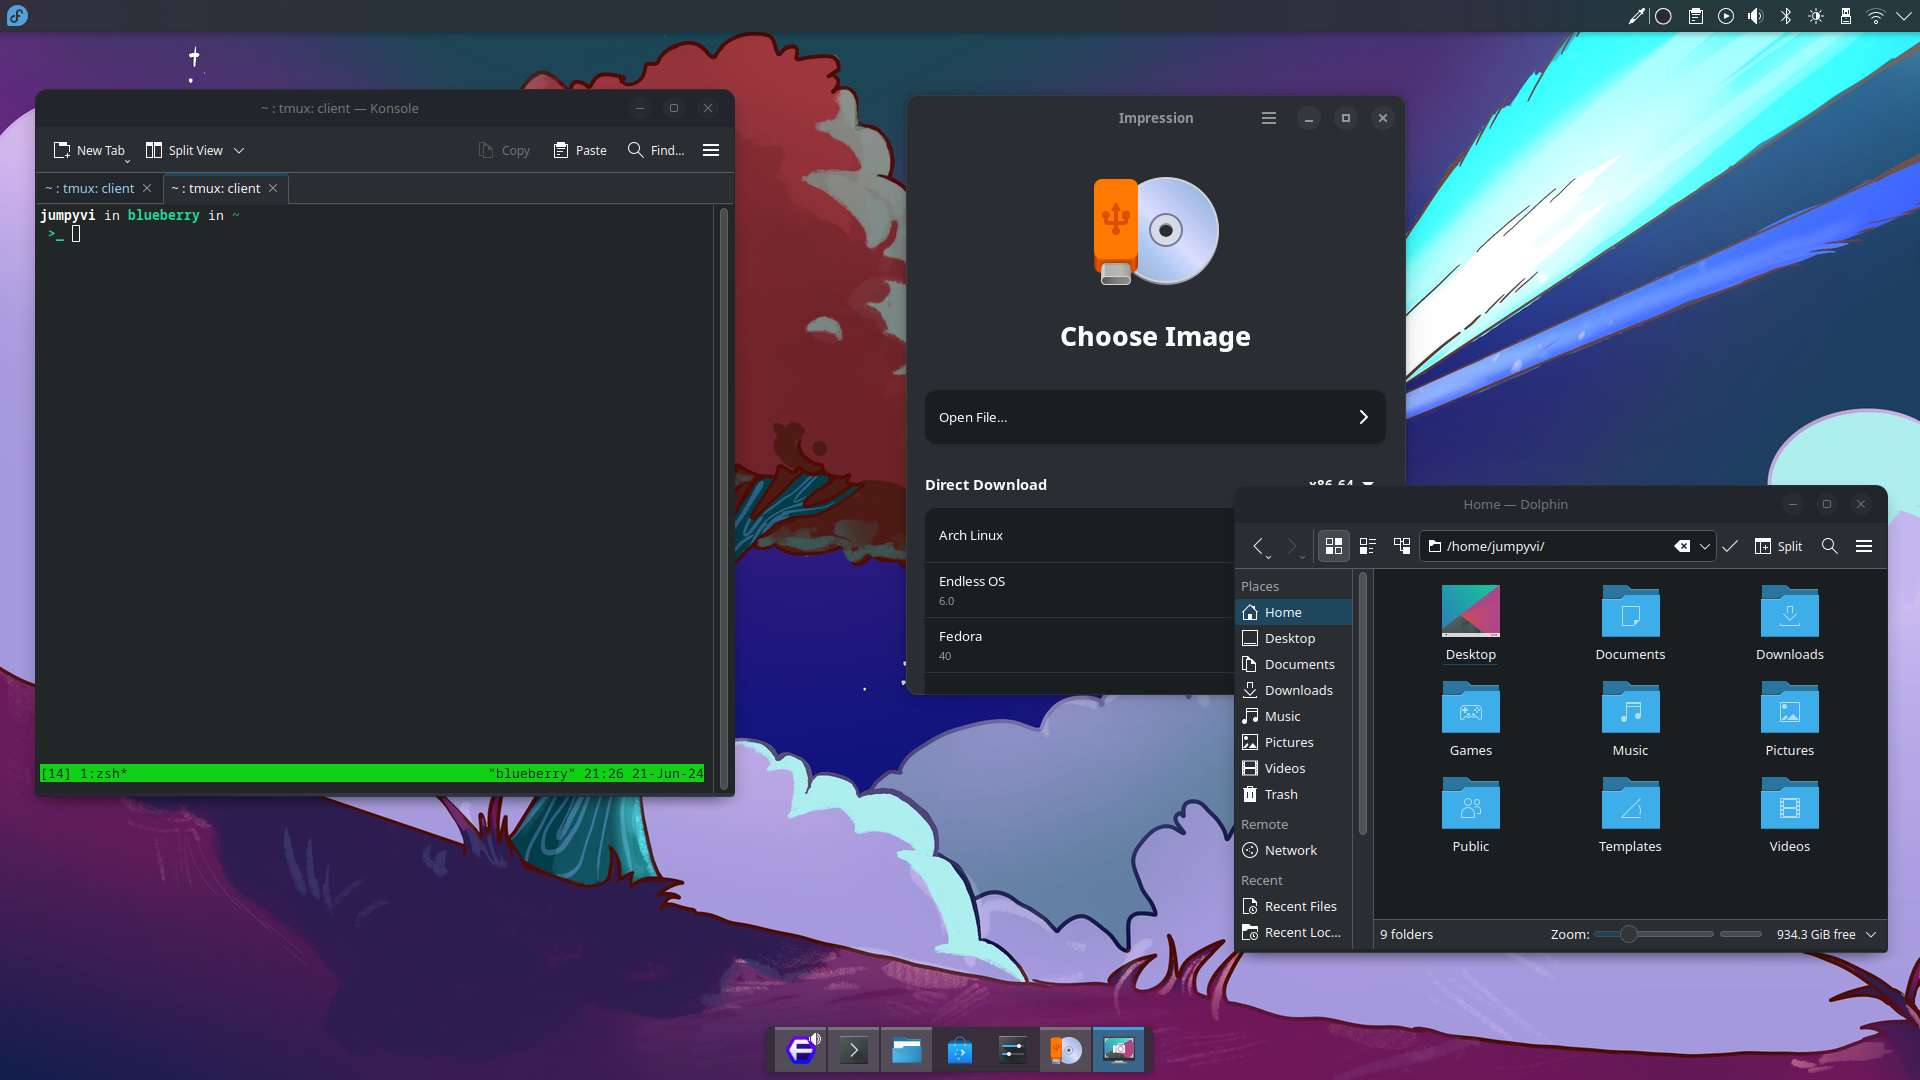 ~ : tmux: client — Konsole
New Tab
Split View
Copy
Paste
Find...
~ : tmux: client
~ : tmux: client
jumpyvi in blueberry in ~
>_
[14] 1:zsh*
"blueberry" 21:26 21-Jun-24
Impression
Choose Image
Open File...
Direct Download
x86_64
Arch Linux
Endless OS
6.0
Fedora
40
Home — Dolphin
/home/jumpyvi/
Split
Places
Home
Desktop
Documents
Downloads
Music
Pictures
Videos
Trash
Remote
Network
Recent
Recent Files
Recent Loc...
Desktop
Documents
Downloads
Games
Music
Pictures
Public
Templates
Videos
9 folders
Zoom:
934.3 GiB free